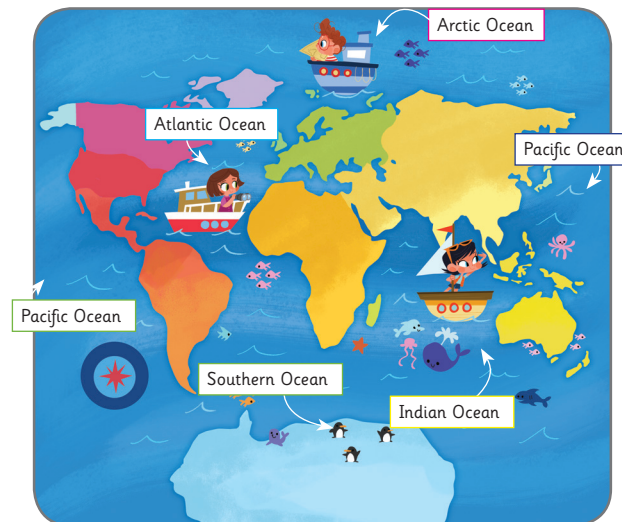 Arctic Ocean
Atlantic Ocean
Pacific Ocean
Pacific Ocean
Southern Ocean
Indian Ocean